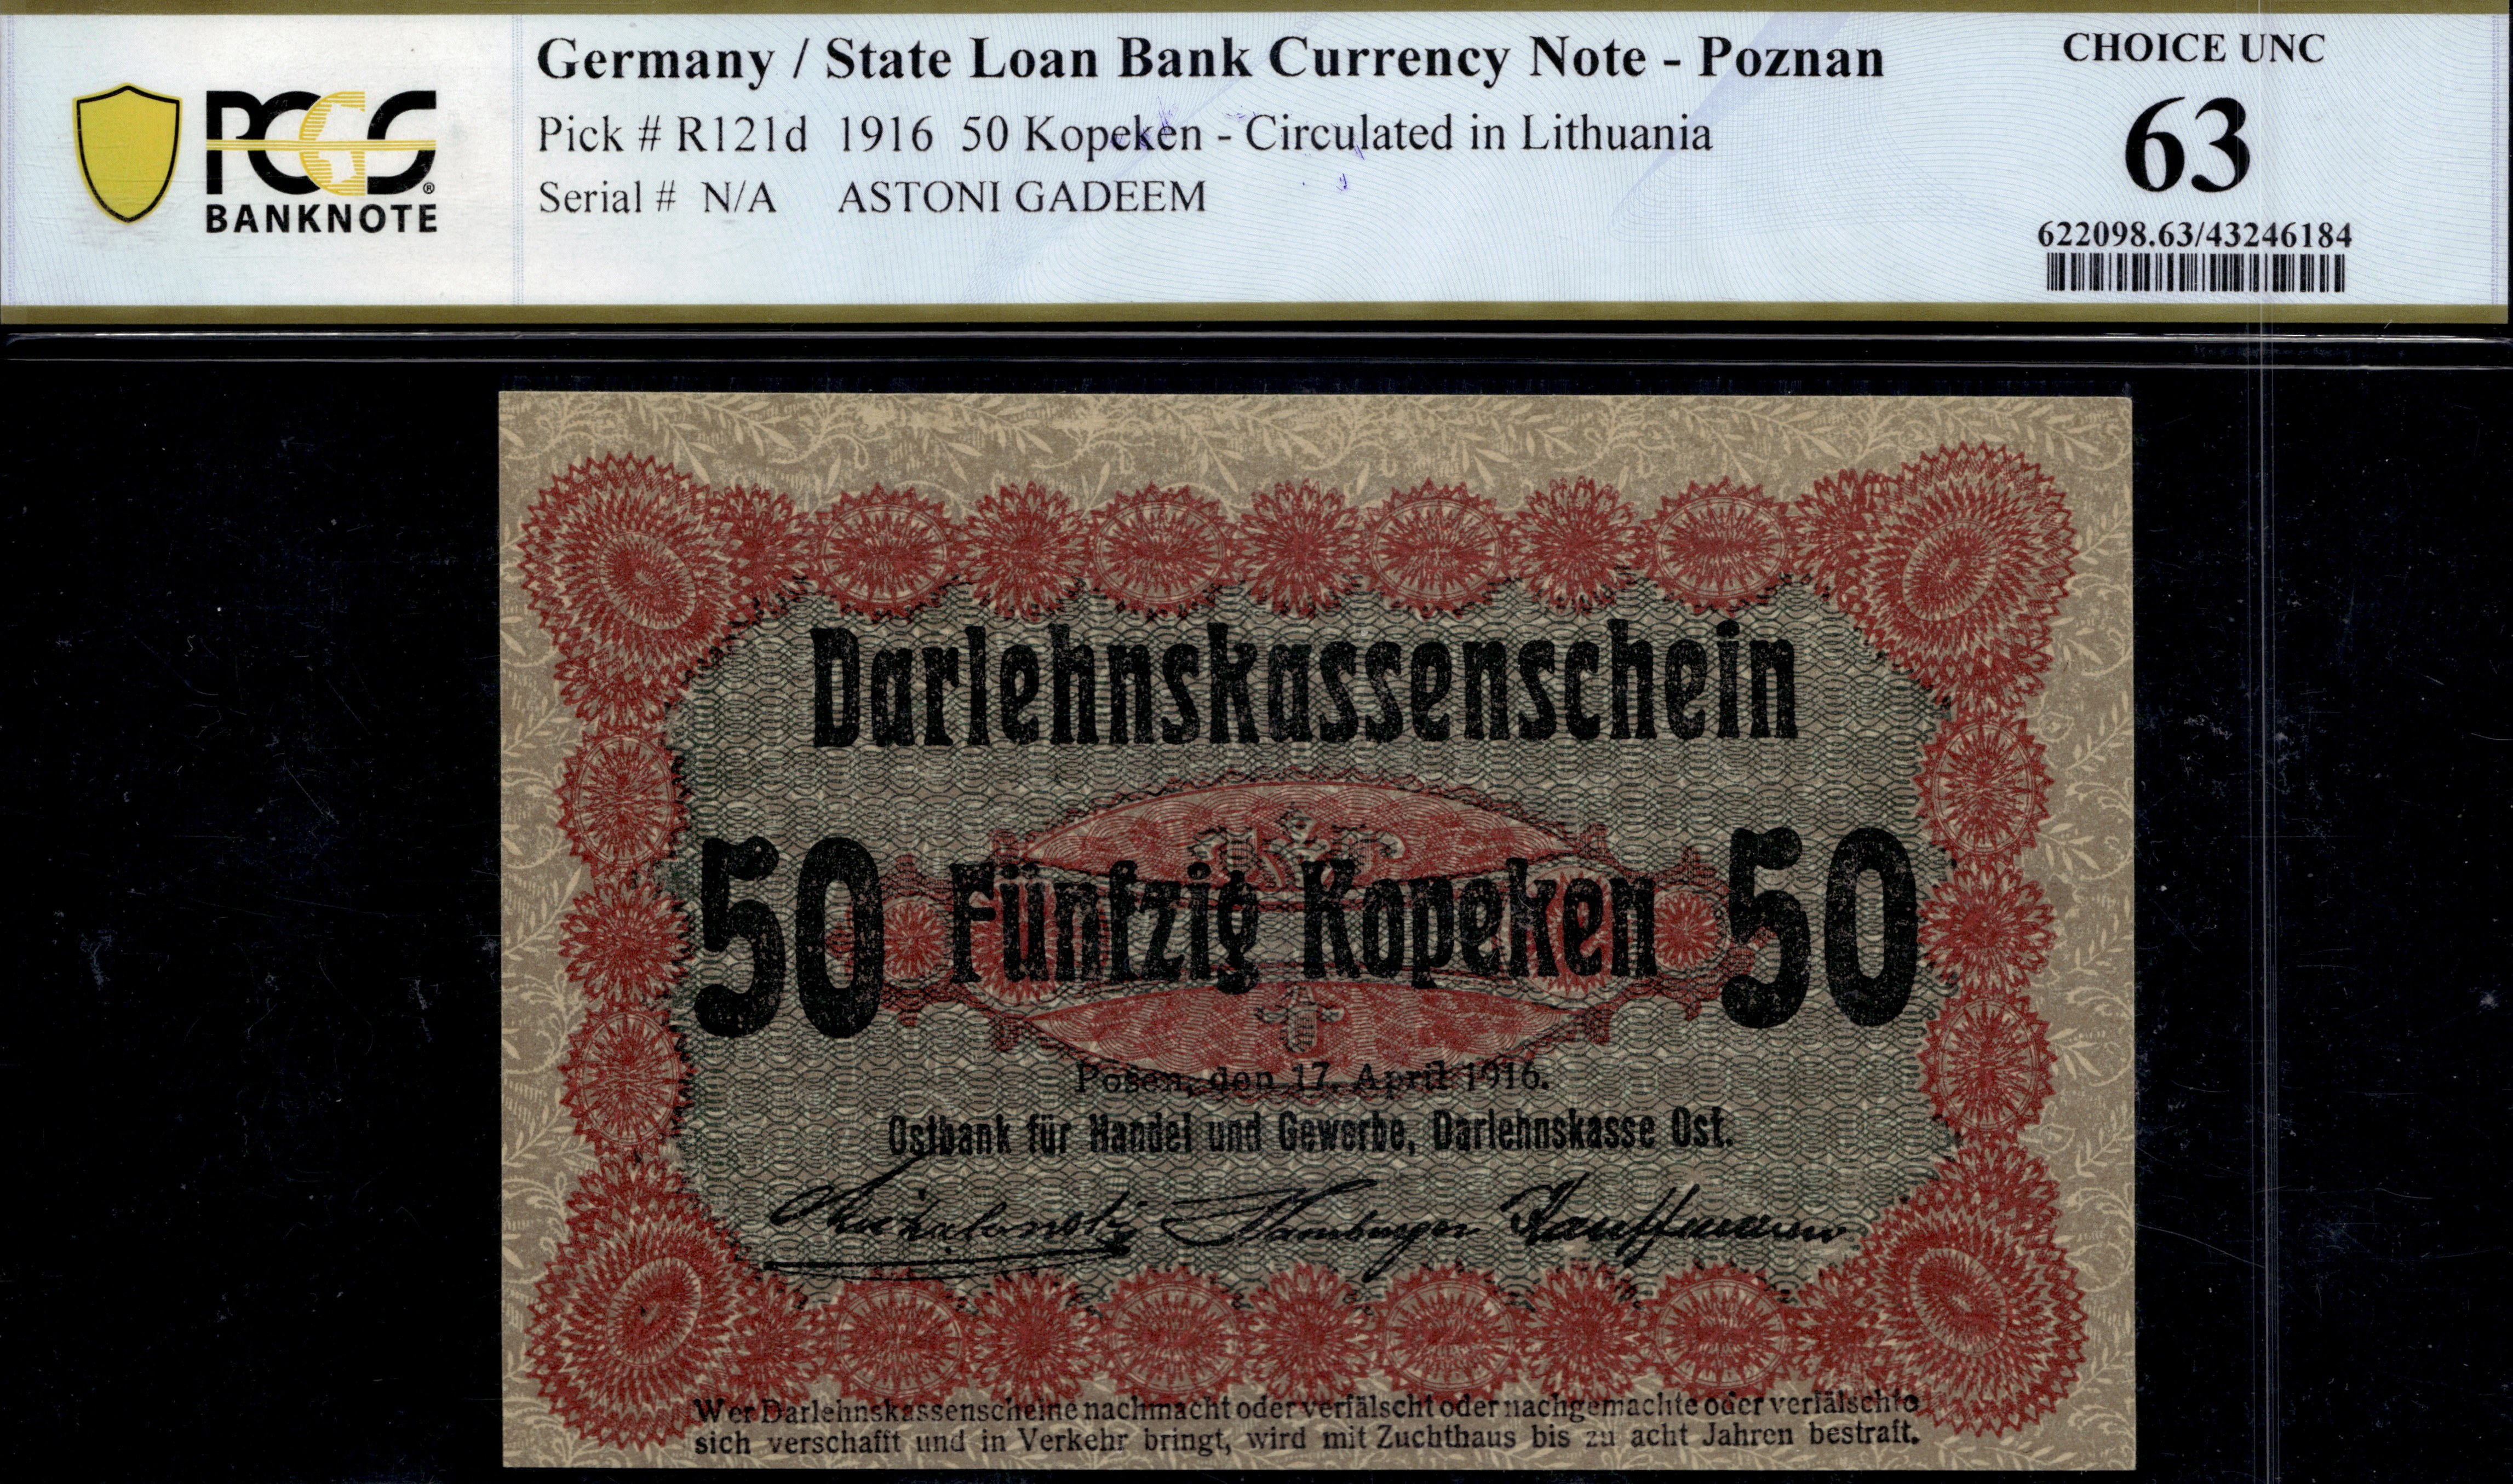 PCGS®
BANKNOTE
Germany / State Loan Bank Currency Note - Poznan
Pick # R121d 1916 50 Kopeken - Circulated in Lithuania
Serial # N/A ASTONI GADEEM
CHOICE UNC
63
622098.63/43246184
Darlehnskassenschein
50 Fünfzig Kopeken 50
Posen, den 17. April 1916.
Ostbank für Handel und Gewerbe, Darlehnskasse Ost.
Hamburger Kauffmann
Wer Darlehnskassenscheine nachmacht oder verfälscht oder nachgemachte oder verfälschte
sich verschafft und in Verkehr bringt, wird mit Zuchthaus bis zu acht Jahren bestraft.